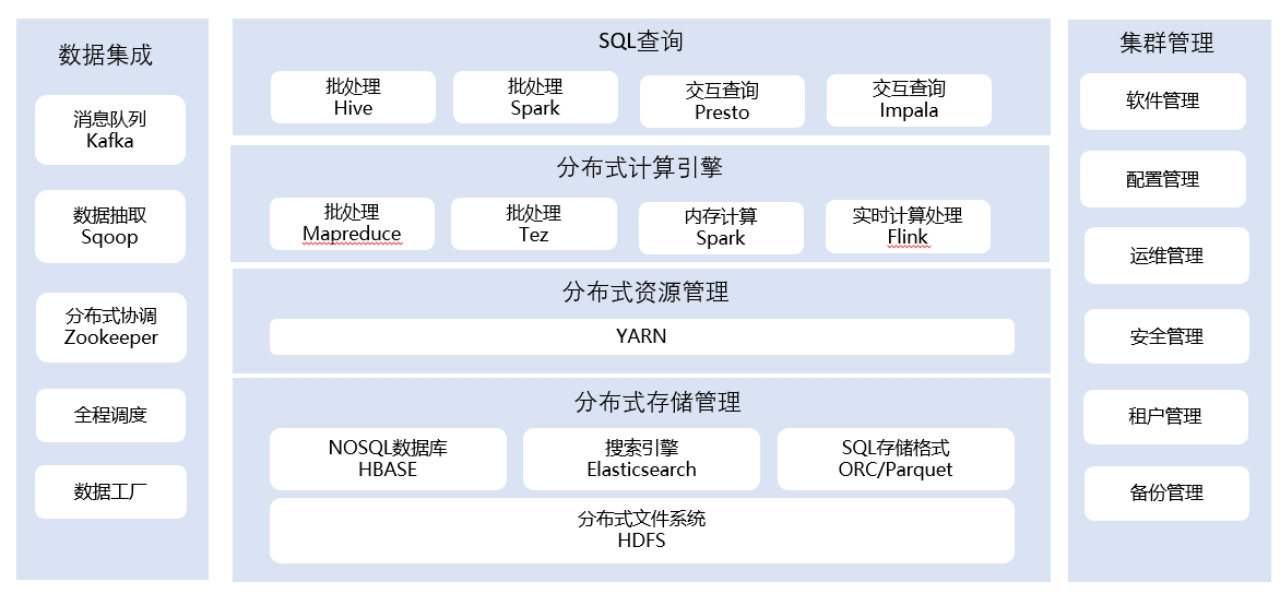 数据集成
消息队列
Kafka
数据抽取
Sqoop
分布式协调
Zookeeper
全程调度
数据工厂
SQL查询
批处理
Hive
批处理
Spark
交互查询
Presto
交互查询
Impala
分布式计算引擎
批处理
Mapreduce
批处理
Tez
内存计算
Spark
实时计算处理
Flink
分布式资源管理
YARN
分布式存储管理
NOSQL数据库
HBASE
搜索引擎
Elasticsearch
SQL存储格式
ORC/Parquet
分布式文件系统
HDFS
集群管理
软件管理
配置管理
运维管理
安全管理
租户管理
备份管理